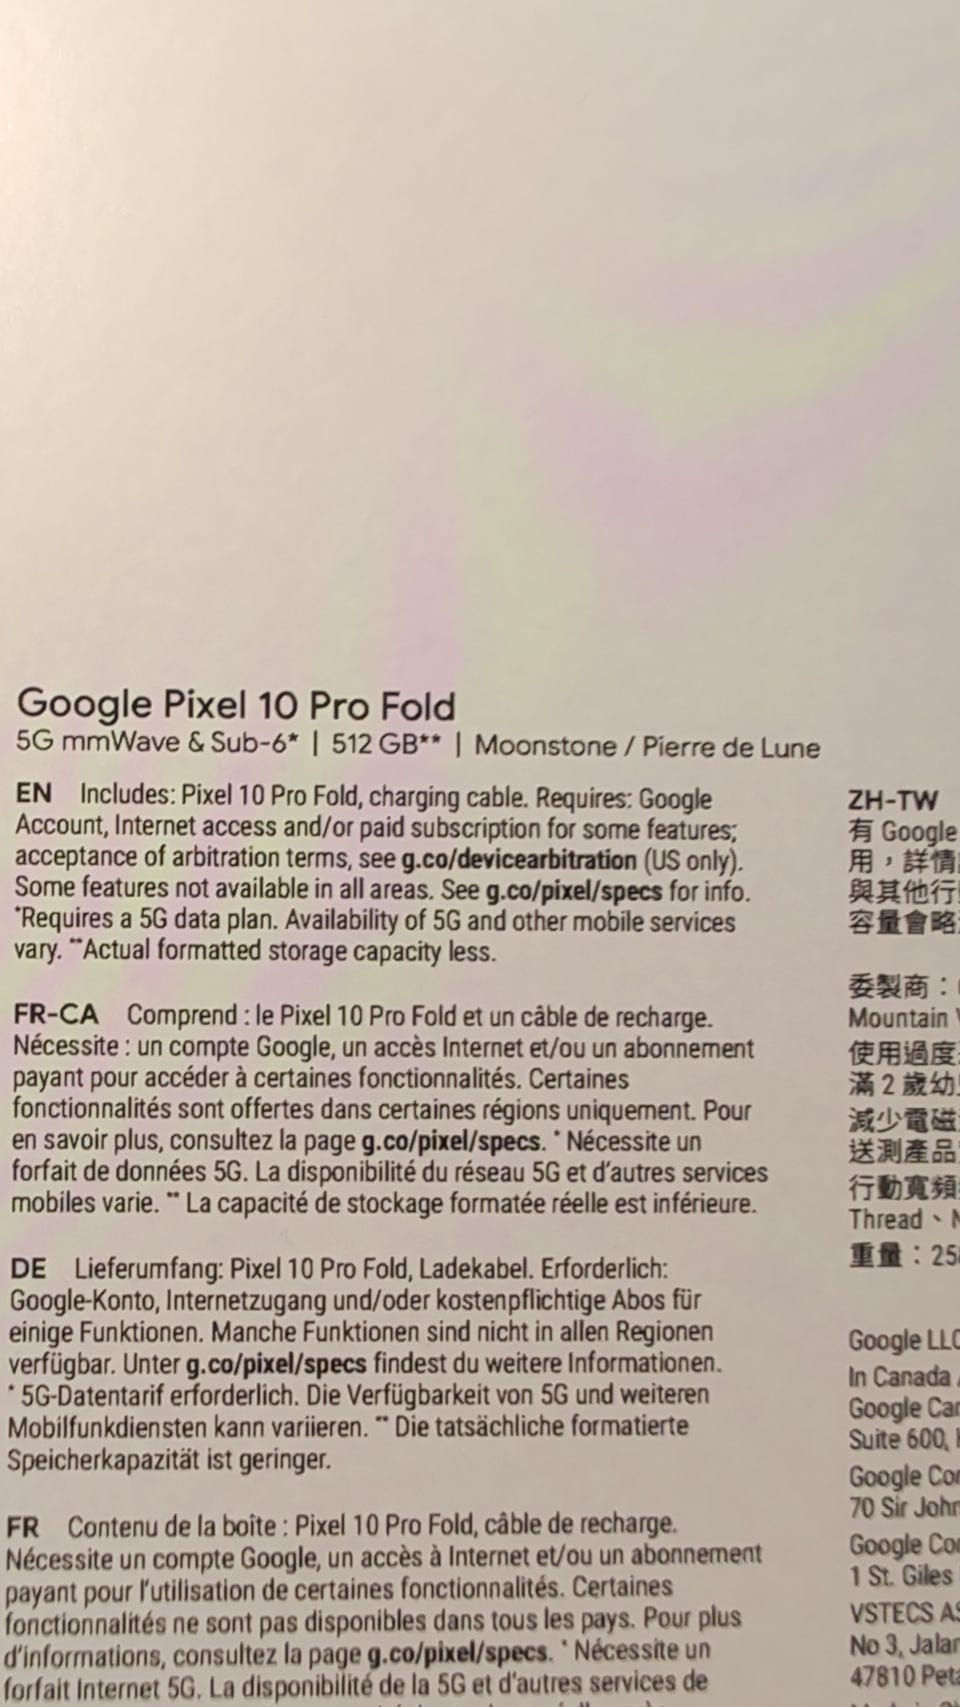 Google Pixel 10 Pro Fold
5G mmWave & Sub-6* | 512 GB** | Moonstone / Pierre de Lune
EN Includes: Pixel 10 Pro Fold, charging cable. Requires: Google
Account, Internet access and/or paid subscription for some features;
acceptance of arbitration terms, see g.co/devicearbitration (US only).
Some features not available in all areas. See g.co/pixel/specs for info.
*Requires a 5G data plan. Availability of 5G and other mobile services
vary. **Actual formatted storage capacity less.
FR-CA Comprend : le Pixel 10 Pro Fold et un câble de recharge.
Nécessite : un compte Google, un accès Internet et/ou un abonnement
payant pour accéder à certaines fonctionnalités. Certaines
fonctionnalités sont offertes dans certaines régions uniquement. Pour
en savoir plus, consultez la page g.co/pixel/specs. * Nécessite un
forfait de données 5G. La disponibilité du réseau 5G et d'autres services
mobiles varie. ** La capacité de stockage formatée réelle est inférieure.
DE Lieferumfang: Pixel 10 Pro Fold, Ladekabel. Erforderlich:
Google-Konto, Internetzugang und/oder kostenpflichtige Abos für
einige Funktionen. Manche Funktionen sind nicht in allen Regionen
verfügbar. Unter g.co/pixel/specs findest du weitere Informationen.
* 5G-Datentarif erforderlich. Die Verfügbarkeit von 5G und weiteren
Mobilfunkdiensten kann variieren. ** Die tatsächliche formatierte
Speicherkapazität ist geringer.
FR Contenu de la boîte : Pixel 10 Pro Fold, câble de recharge.
Nécessite un compte Google, un accès à Internet et/ou un abonnement
payant pour l'utilisation de certaines fonctionnalités. Certaines
fonctionnalités ne sont pas disponibles dans tous les pays. Pour plus
d'informations, consultez la page g.co/pixel/specs. * Nécessite un
forfait Internet 5G. La disponibilité de la 5G et d'autres services de
ZH-TW
有 Google
用，詳情
與其他行
容量會略
委製商：
Mountain
使用過度
滿 2 歲幼
減少電磁
送測產品
行動寬頻
Thread、
重量：25
Google LLC
In Canada
Google Can
Suite 600,
Google Co
70 Sir John
Google Co
1 St. Giles
VSTECS AS
No 3, Jalan
47810 Peta